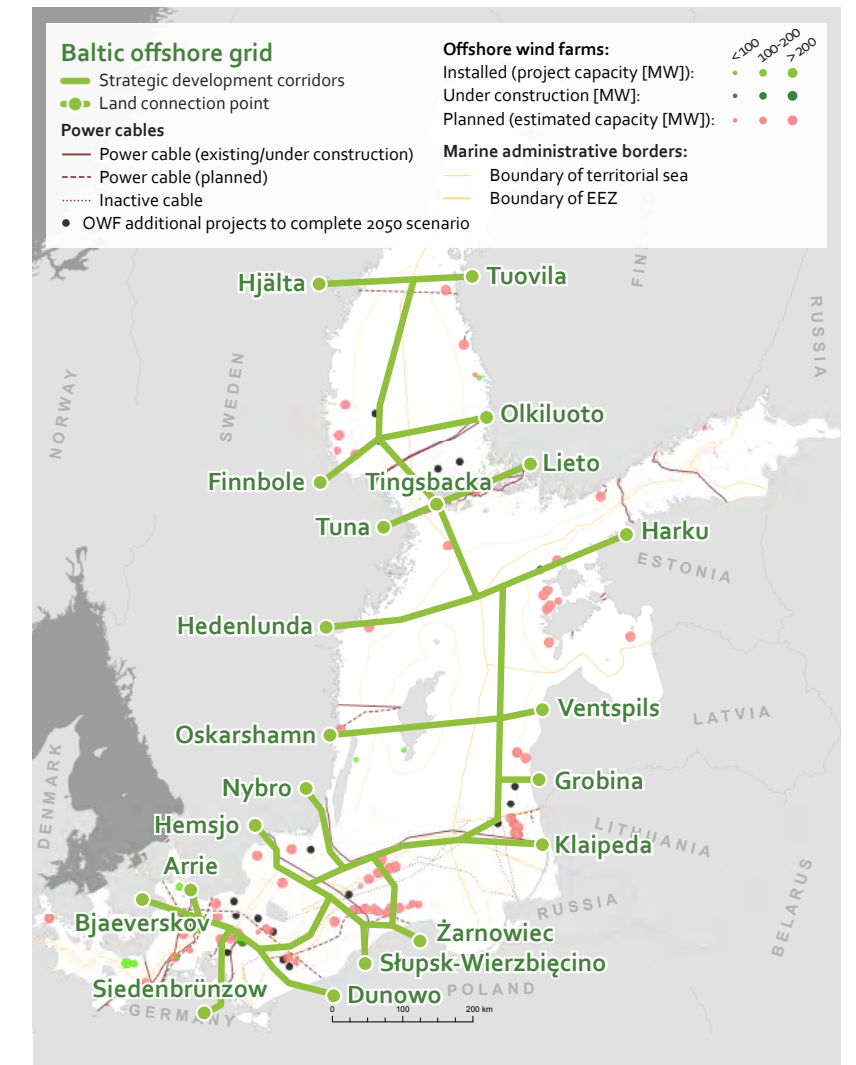 Baltic offshore grid
Strategic development corridors
Land connection point
Power cables
Power cable (existing/under construction)
Power cable (planned)
Inactive cable
OWF additional projects to complete 2050 scenario
Offshore wind farms:
<100
100-200
>200
Installed (project capacity [MW]):
Under construction [MW]:
Planned (estimated capacity [MW]):
Marine administrative borders:
Boundary of territorial sea
Boundary of EEZ
Hjälta
Tuovila
RUSSIA
NORWAY
SWEDEN
Olkiluoto
Finnbole
Tingsbacka
Lieto
Tuna
Harku
ESTONIA
Hedenlunda
Ventspils
LATVIA
Oskarshamn
DENMARK
Nybro
Grobina
Hemsjo
LITHUANIA
Klaipeda
Arrie
BELARUS
RUSSIA
Bjaeverskov
Żarnowiec
Słupsk-Wierzbięcino
Siedenbrünzow
Dunowo
POLAND
GERMANY
0 100 200 km